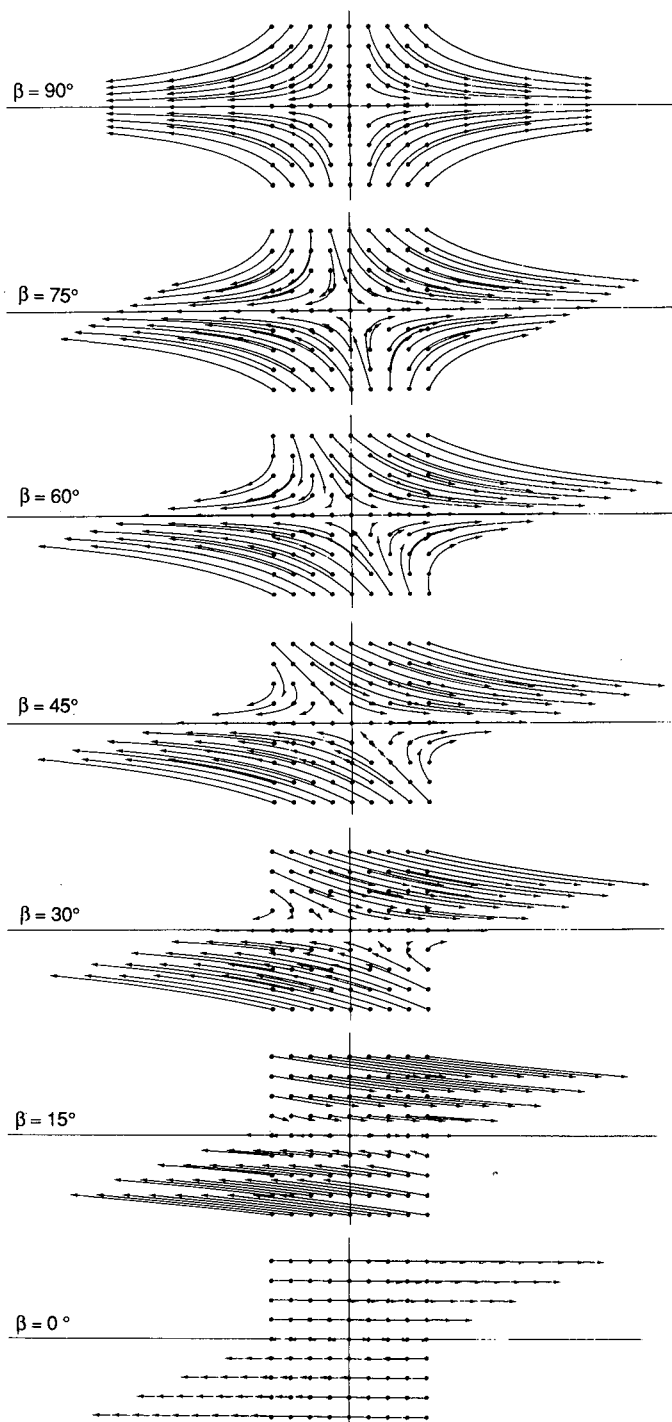 β = 90°
β = 75°
β = 60°
β = 45°
β = 30°
β = 15°
β = 0 °